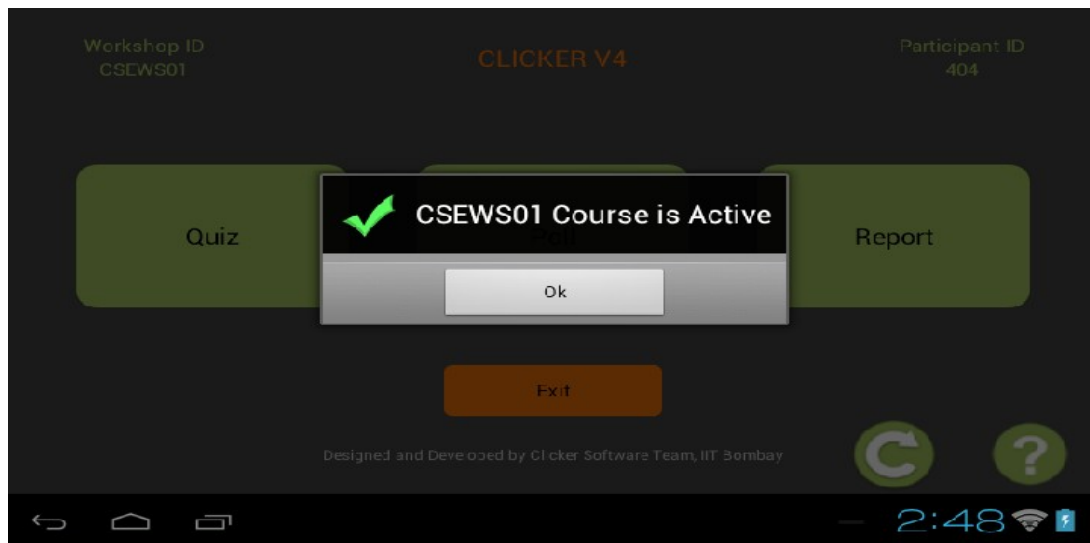 Workshop ID
CSEWS01
CLICKER V4
Participant ID
404
Quiz
CSEWS01 Course is Active
Poll
Report
Ok
Exit
Designed and Developed by Clicker Software Team, IIT Bombay
2:48